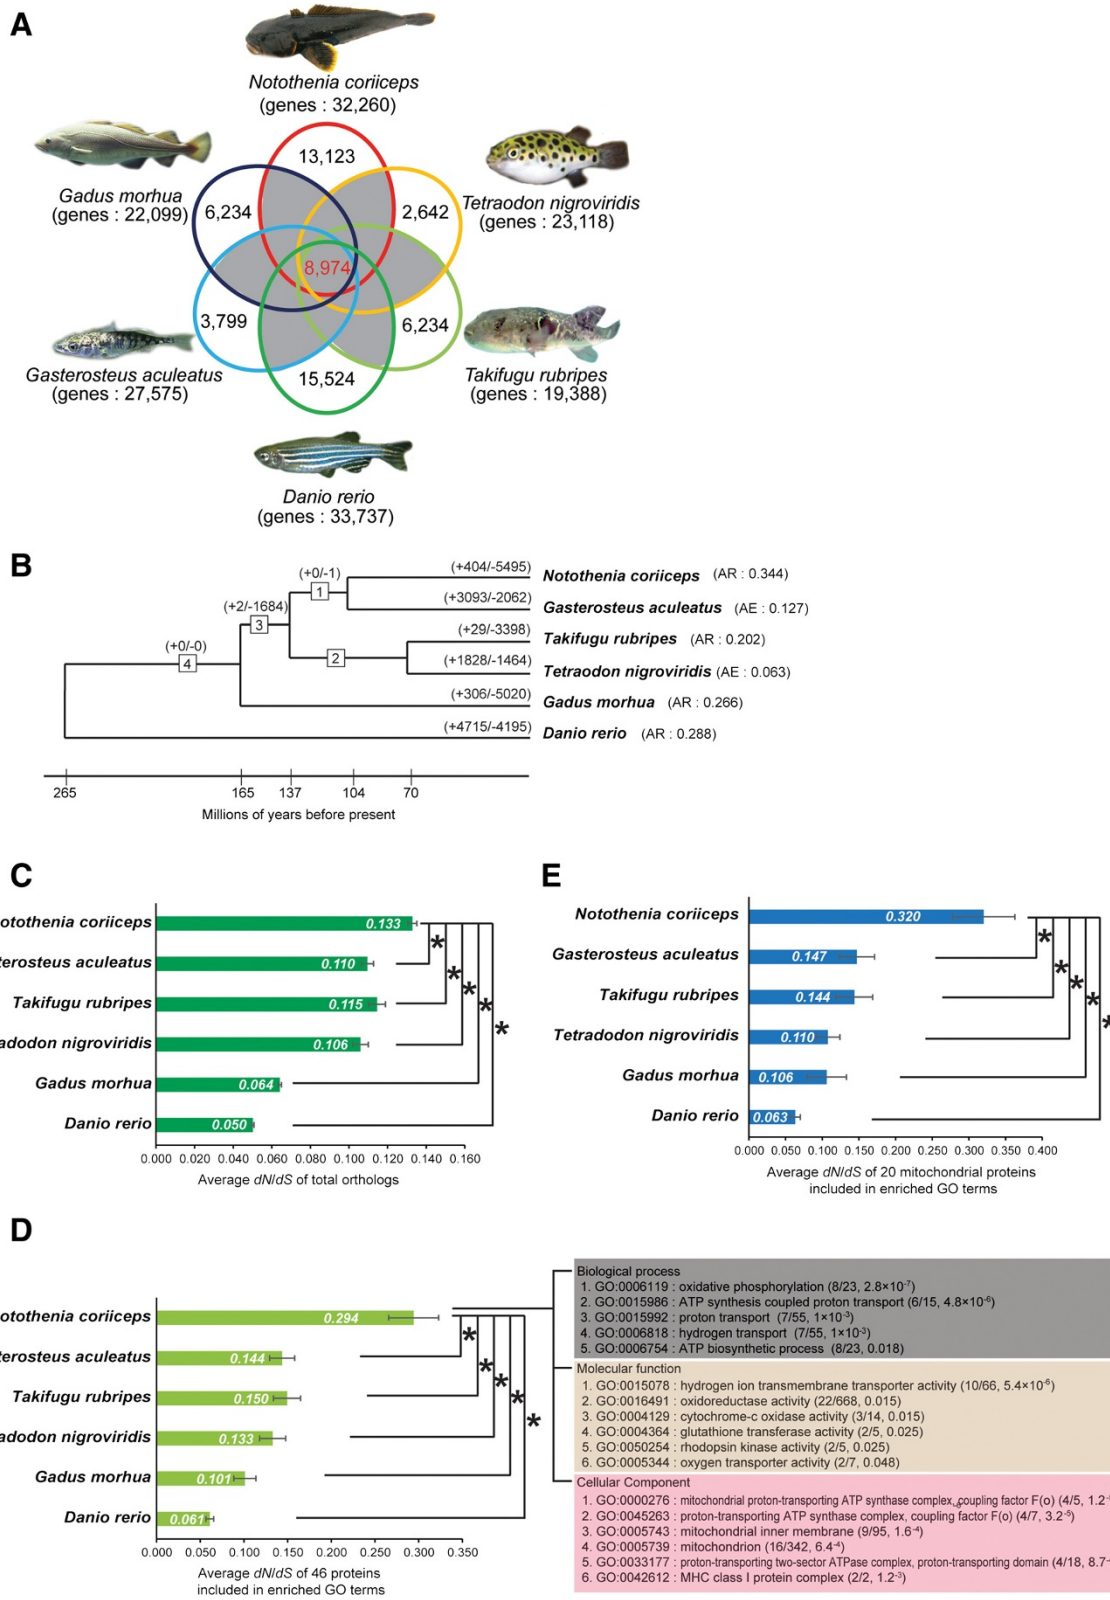 A
Notothenia coriiceps
(genes : 32,260)
13,123
Gadus morhua
(genes : 22,099)
6,234
2,642
Tetraodon nigroviridis
(genes : 23,118)
8,974
3,799
6,234
Gasterosteus aculeatus
(genes : 27,575)
15,524
Takifugu rubripes
(genes : 19,388)
Danio rerio
(genes : 33,737)
B
(+0/-1)
(+404/-5495)
Notothenia coriiceps (AR : 0.344)
1
(+2/-1684)
(+3093/-2062)
Gasterosteus aculeatus (AE : 0.127)
3
(+29/-3398)
Takifugu rubripes (AR : 0.202)
(+0/-0)
4
2
(+1828/-1464)
Tetraodon nigroviridis (AE : 0.063)
(+306/-5020)
Gadus morhua (AR : 0.266)
(+4715/-4195)
Danio rerio (AR : 0.288)
265 165 137 104 70
Millions of years before present
C
otothenia coriiceps 0.133
terosteus aculeatus 0.110
Takifugu rubripes 0.115
adodon nigroviridis 0.106
Gadus morhua 0.064
Danio rerio 0.050
* * * * *
0.000 0.020 0.040 0.060 0.080 0.100 0.120 0.140 0.160
Average dN/dS of total orthologs
E
Notothenia coriiceps 0.320
Gasterosteus aculeatus 0.147
Takifugu rubripes 0.144
Tetradodon nigroviridis 0.110
Gadus morhua 0.106
Danio rerio 0.063
* * * * *
0.000 0.050 0.100 0.150 0.200 0.250 0.300 0.350 0.400
Average dN/dS of 20 mitochondrial proteins
included in enriched GO terms
D
otothenia coriiceps 0.294
terosteus aculeatus 0.144
Takifugu rubripes 0.150
adodon nigroviridis 0.133
Gadus morhua 0.101
Danio rerio 0.061
* * * * *
0.000 0.050 0.100 0.150 0.200 0.250 0.300 0.350
Average dN/dS of 46 proteins
included in enriched GO terms
Biological process
1. GO:0006119 : oxidative phosphorylation (8/23, 2.8×10⁻⁷)
2. GO:0015986 : ATP synthesis coupled proton transport (6/15, 4.8×10⁻⁶)
3. GO:0015992 : proton transport (7/55, 1×10⁻³)
4. GO:0006818 : hydrogen transport (7/55, 1×10⁻³)
5. GO:0006754 : ATP biosynthetic process (8/23, 0.018)
Molecular function
1. GO:0015078 : hydrogen ion transmembrane transporter activity (10/66, 5.4×10⁻⁶)
2. GO:0016491 : oxidoreductase activity (22/668, 0.015)
3. GO:0004129 : cytochrome-c oxidase activity (3/14, 0.015)
4. GO:0004364 : glutathione transferase activity (2/5, 0.025)
5. GO:0050254 : rhodopsin kinase activity (2/5, 0.025)
6. GO:0005344 : oxygen transporter activity (2/7, 0.048)
Cellular Component
1. GO:0000276 : mitochondrial proton-transporting ATP synthase complex, coupling factor F(o) (4/5, 1.2
2. GO:0045263 : proton-transporting ATP synthase complex, coupling factor F(o) (4/7, 3.2⁻⁵)
3. GO:0005743 : mitochondrial inner membrane (9/95, 1.6⁻⁴)
4. GO:0005739 : mitochondrion (16/342, 6.4⁻⁴)
5. GO:0033177 : proton-transporting two-sector ATPase complex, proton-transporting domain (4/18, 8.7
6. GO:0042612 : MHC class I protein complex (2/2, 1.2⁻³)